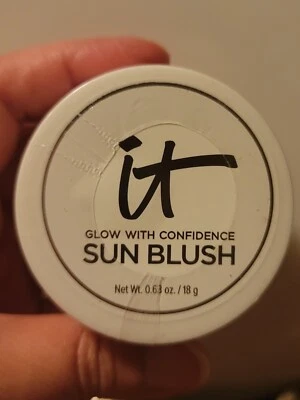 it
GLOW WITH CONFIDENCE
SUN BLUSH
Net Wt. 0.63 oz. / 18 g